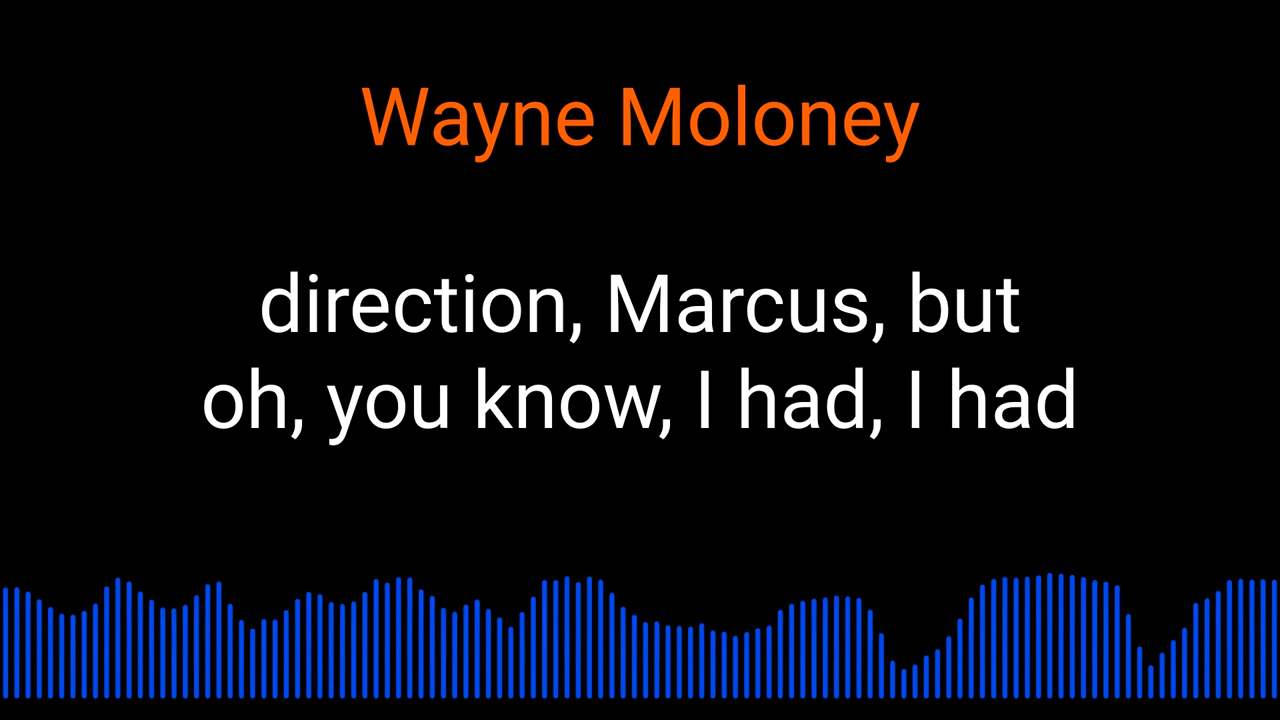 Wayne Moloney
direction, Marcus, but
oh, you know, I had, I had